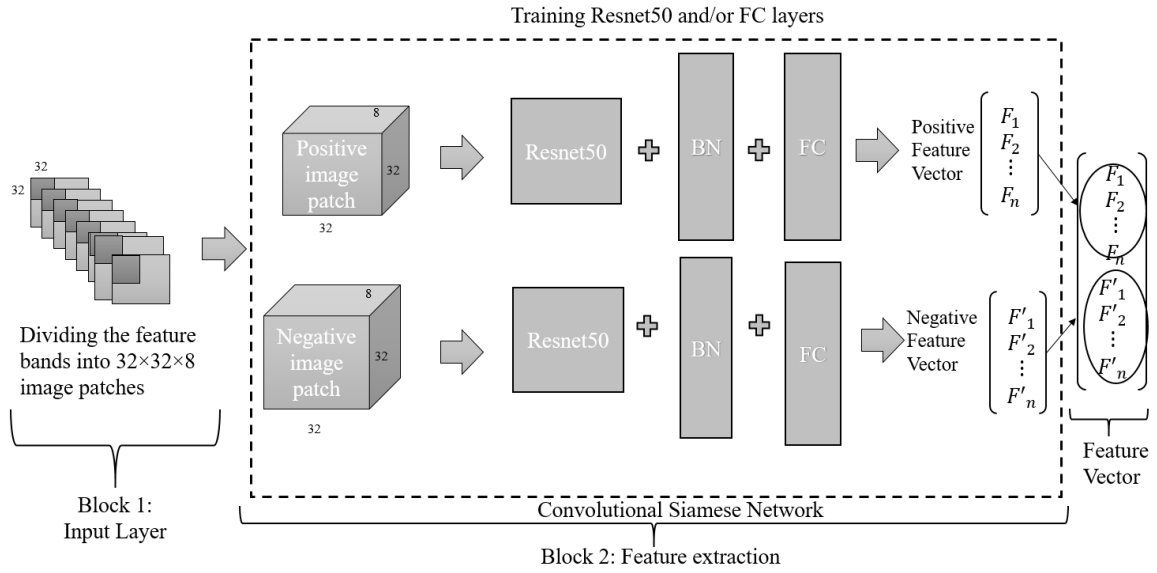 Training Resnet50 and/or FC layers
32
32
Dividing the feature
bands into 32×32×8
image patches
Block 1:
Input Layer
8
Positive
image
patch
32
32
Resnet50
BN
FC
Positive
Feature
Vector
F₁
F₂
⋮
Fₙ
8
Negative
image
patch
32
32
Resnet50
BN
FC
Negative
Feature
Vector
F'₁
F'₂
⋮
F'ₙ
F₁
F₂
⋮
Fₙ
F'₁
F'₂
⋮
F'ₙ
Feature
Vector
Convolutional Siamese Network
Block 2: Feature extraction